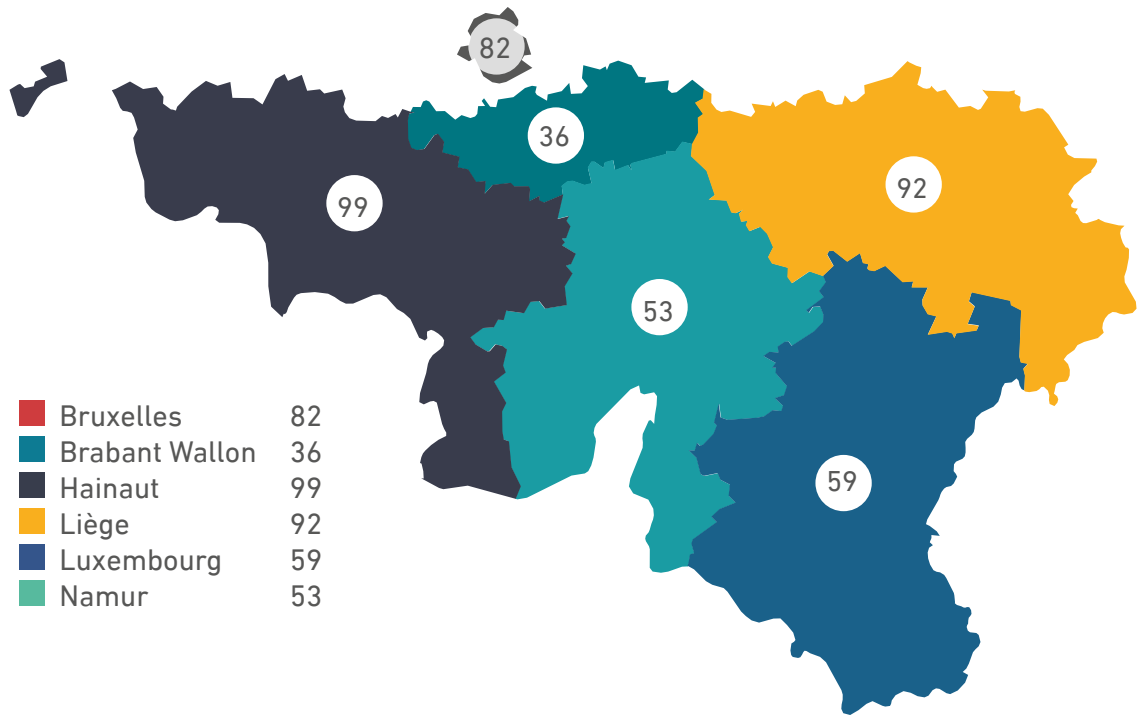 82
36
92
99
53
59
Bruxelles 82
Brabant Wallon 36
Hainaut 99
Liège 92
Luxembourg 59
Namur 53